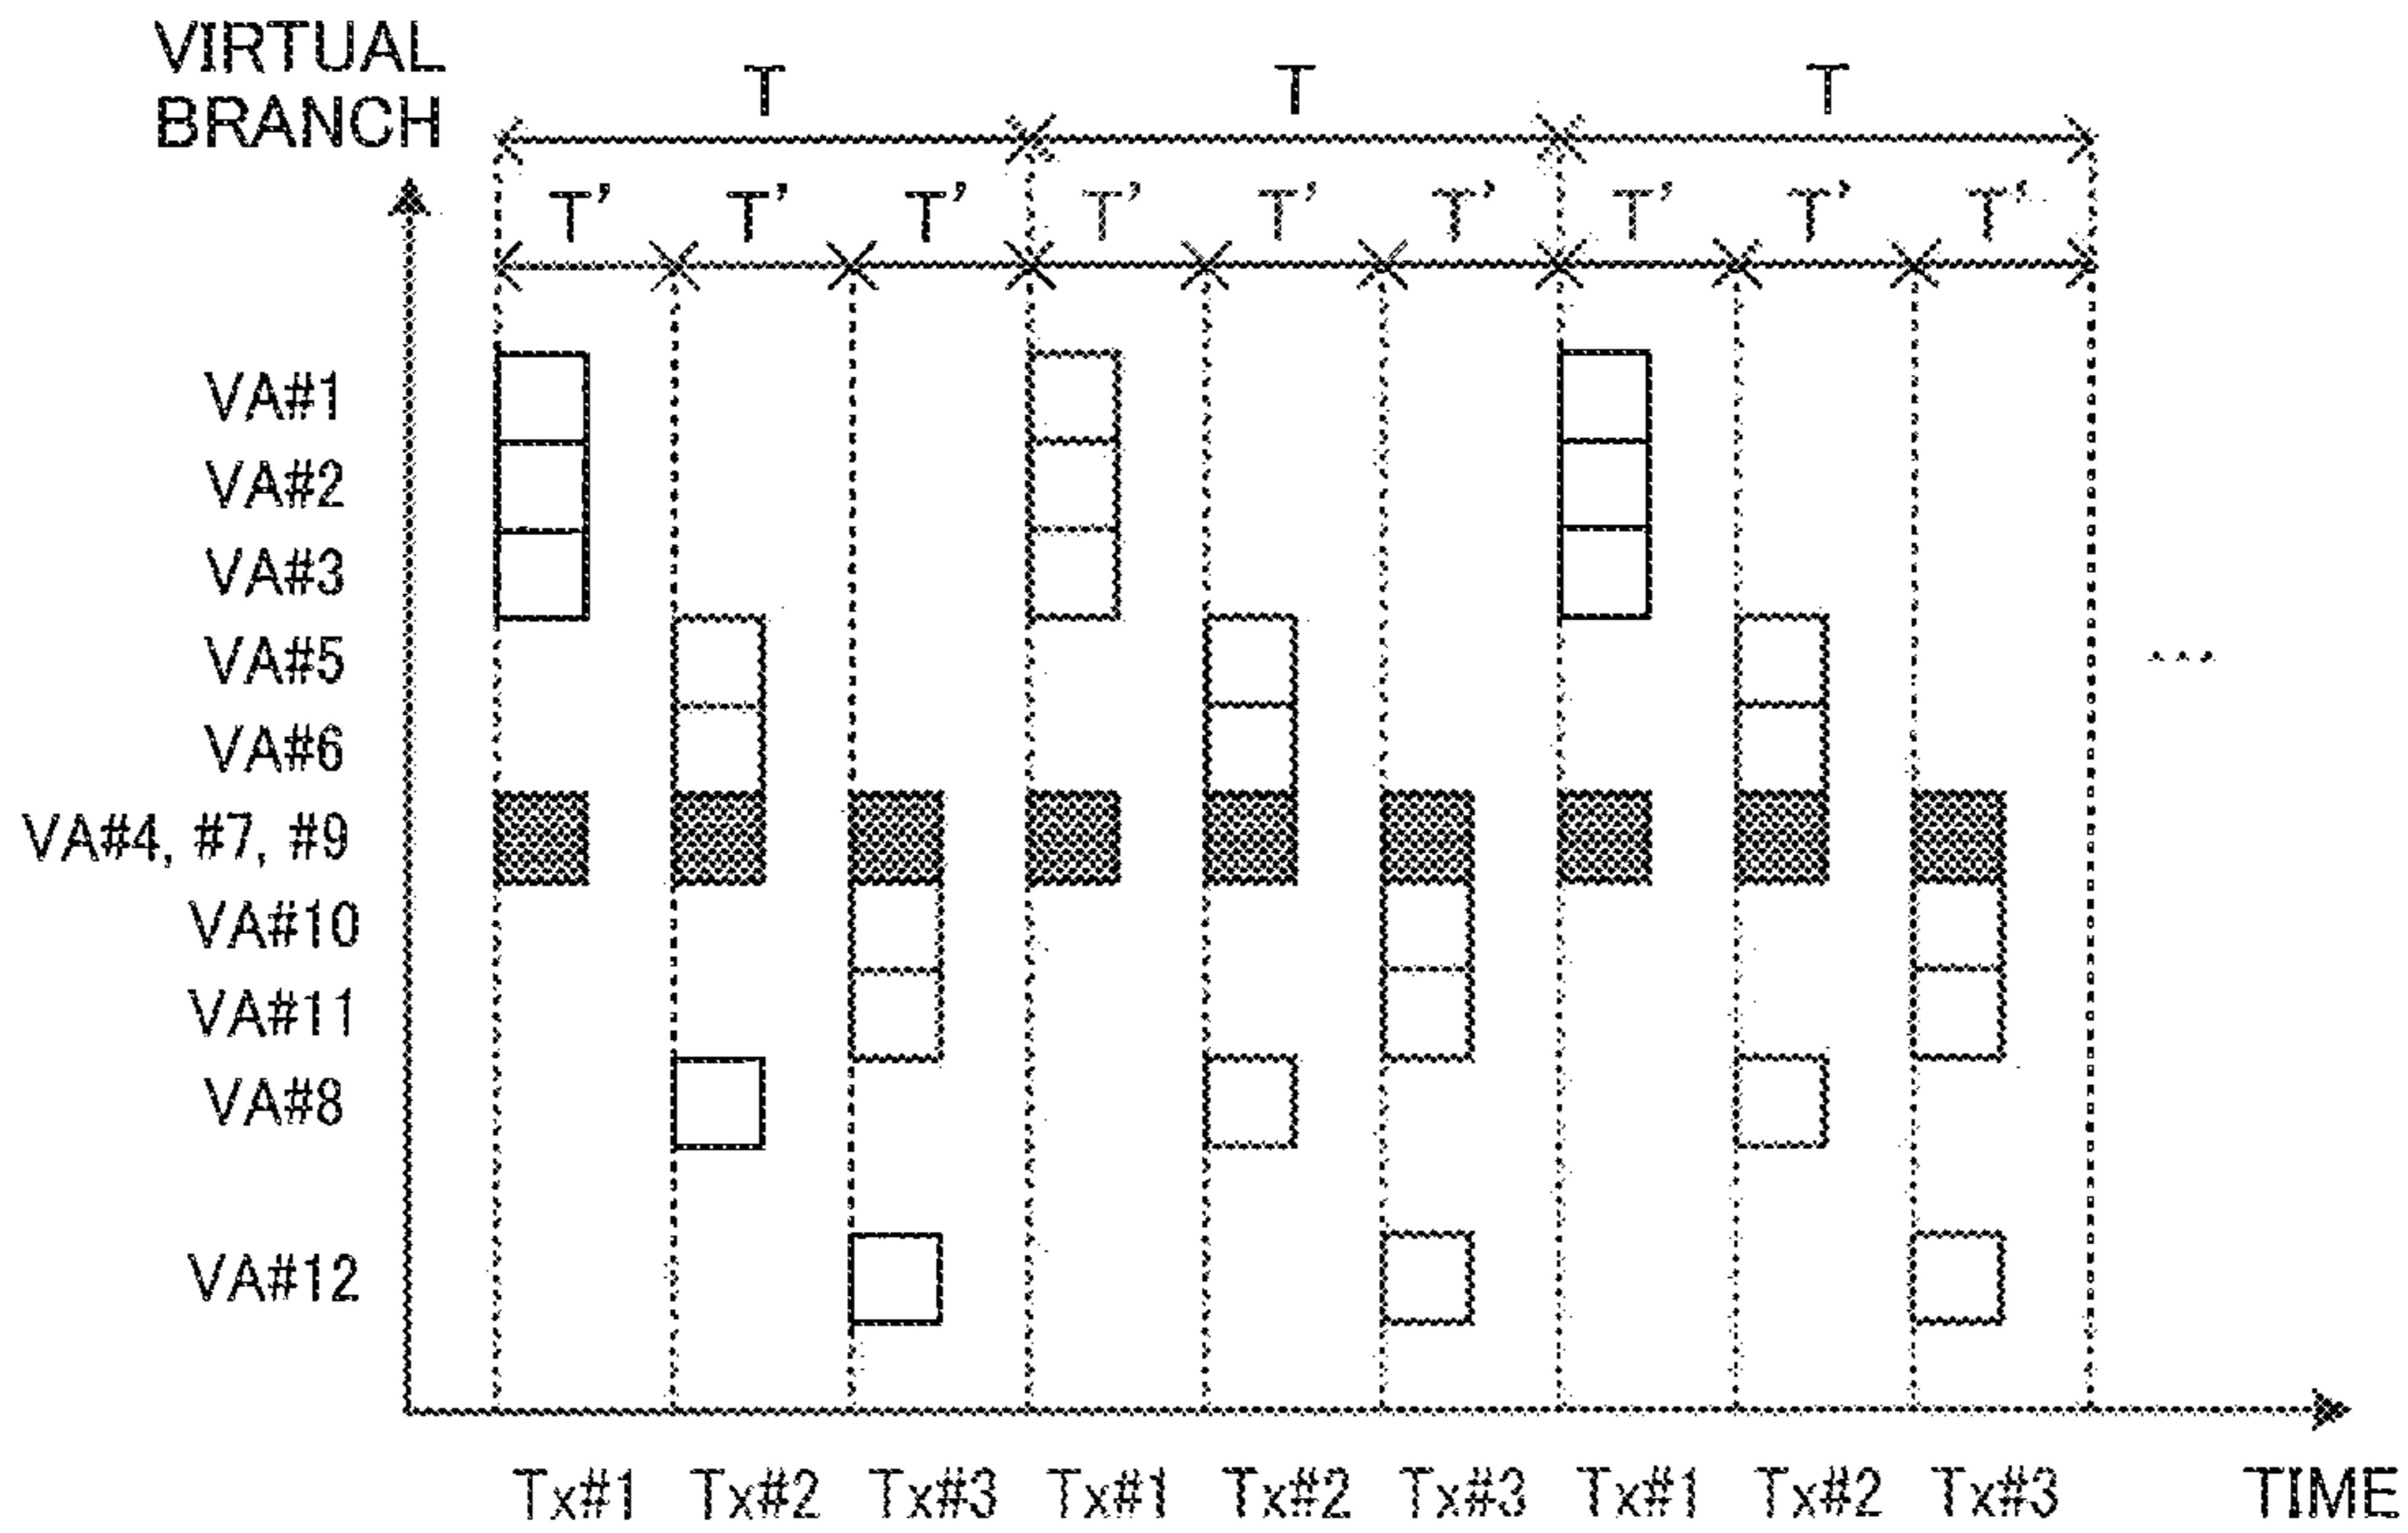 VIRTUAL
BRANCH
T T T
T’ T’ T’ T’ T’ T’ T’ T’ T’
VA#1
VA#2
VA#3
VA#5
...
VA#6
VA#4, #7, #9
VA#10
VA#11
VA#8
VA#12
Tx#1 Tx#2 Tx#3 Tx#1 Tx#2 Tx#3 Tx#1 Tx#2 Tx#3 TIME